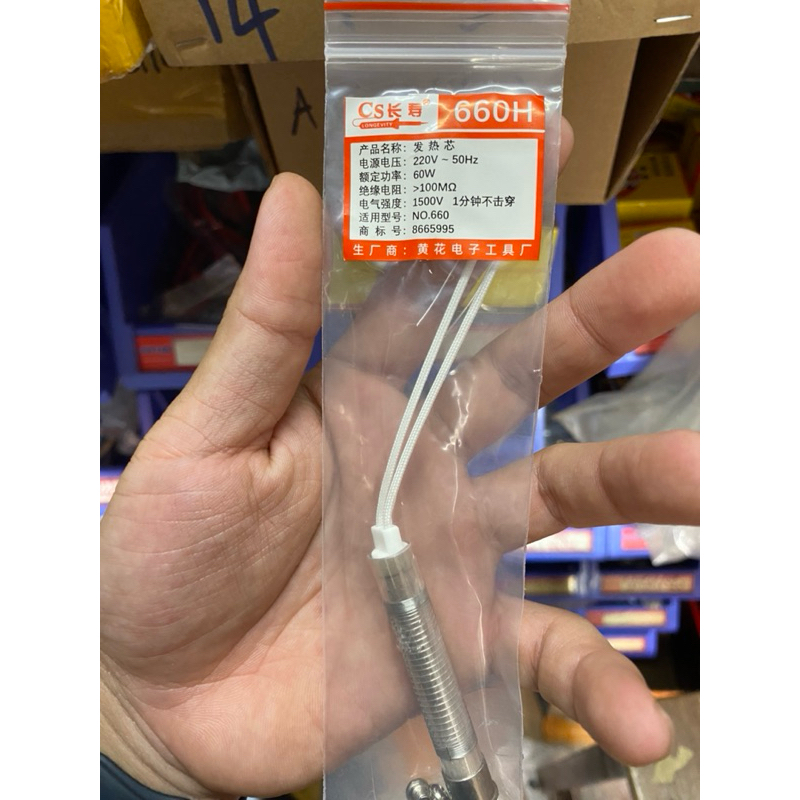 14
A
CS长寿®
LONGEVITY
660H
产品名称: 发热芯
电源电压: 220V ~ 50Hz
额定功率: 60W
绝缘电阻: >100MΩ
电气强度: 1500V 1分钟不击穿
适用型号: NO.660
商标号: 8665995
生厂商: 黄花电子工具厂